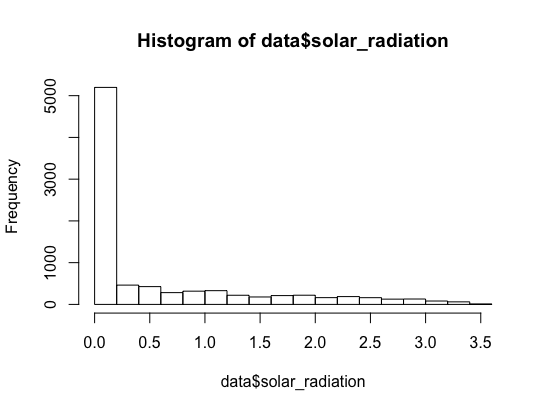 Histogram of data$solar_radiation
Frequency
5000
3000
1000
0
0.0 0.5 1.0 1.5 2.0 2.5 3.0 3.5
data$solar_radiation